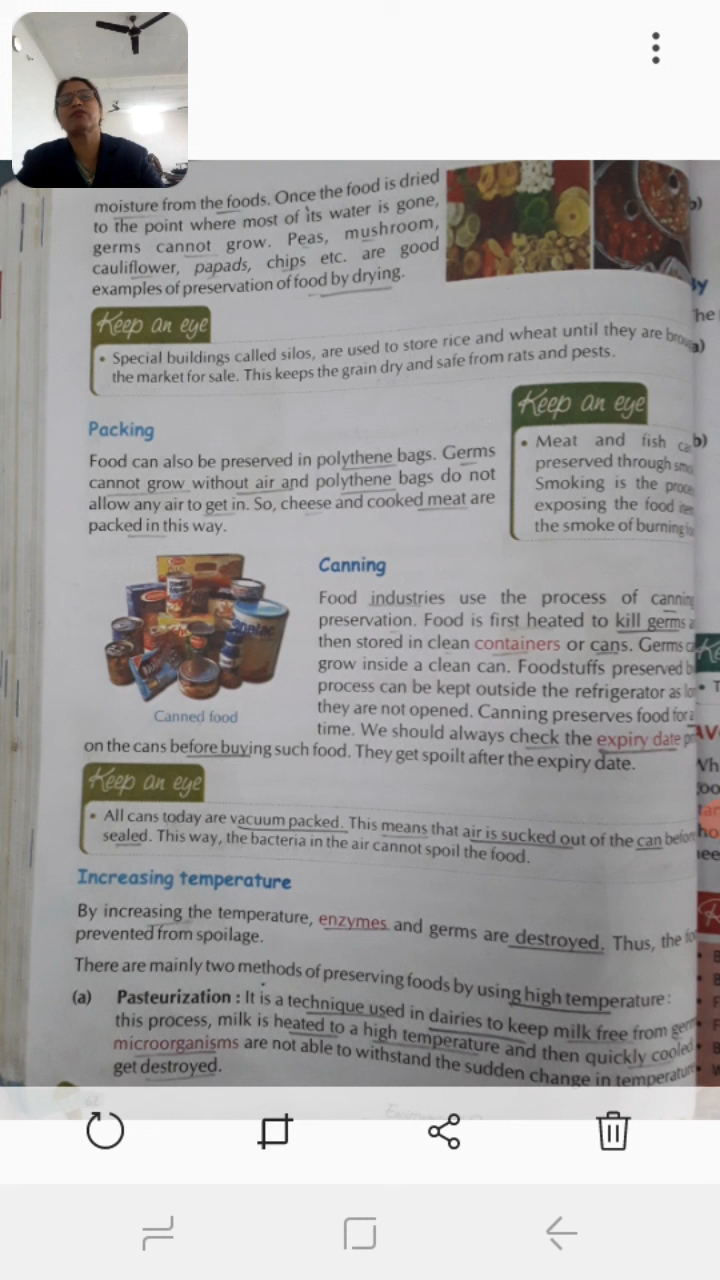 moisture from the foods. Once the food is dried
to the point where most of its water is gone,
germs cannot grow. Peas, mushroom,
cauliflower, papads, chips etc. are good
examples of preservation of food by drying.
Keep an eye
• Special buildings called silos, are used to store rice and wheat until they are
the market for sale. This keeps the grain dry and safe from rats and pests.
Packing
Food can also be preserved in polythene bags. Germs
cannot grow without air and polythene bags do not
allow any air to get in. So, cheese and cooked meat are
packed in this way.
Keep an eye
• Meat and fish
preserved through
Smoking is the
exposing the food
the smoke of burning
Canning
Food industries use the process of canning
preservation. Food is first heated to kill germs
then stored in clean containers or cans. Germs
grow inside a clean can. Foodstuffs preserved
process can be kept outside the refrigerator as
they are not opened. Canning preserves food for a
time. We should always check the expiry date
on the cans before buying such food. They get spoilt after the expiry date.
Canned food
Keep an eye
• All cans today are vacuum packed. This means that air is sucked out of the can before
sealed. This way, the bacteria in the air cannot spoil the food.
Increasing temperature
By increasing the temperature, enzymes and germs are destroyed. Thus, the
prevented from spoilage.
There are mainly two methods of preserving foods by using high temperature :
(a) Pasteurization : It is a technique used in dairies to keep milk free from
this process, milk is heated to a high temperature and then quickly cooled.
microorganisms are not able to withstand the sudden change in
get destroyed.
b)
a)
b)